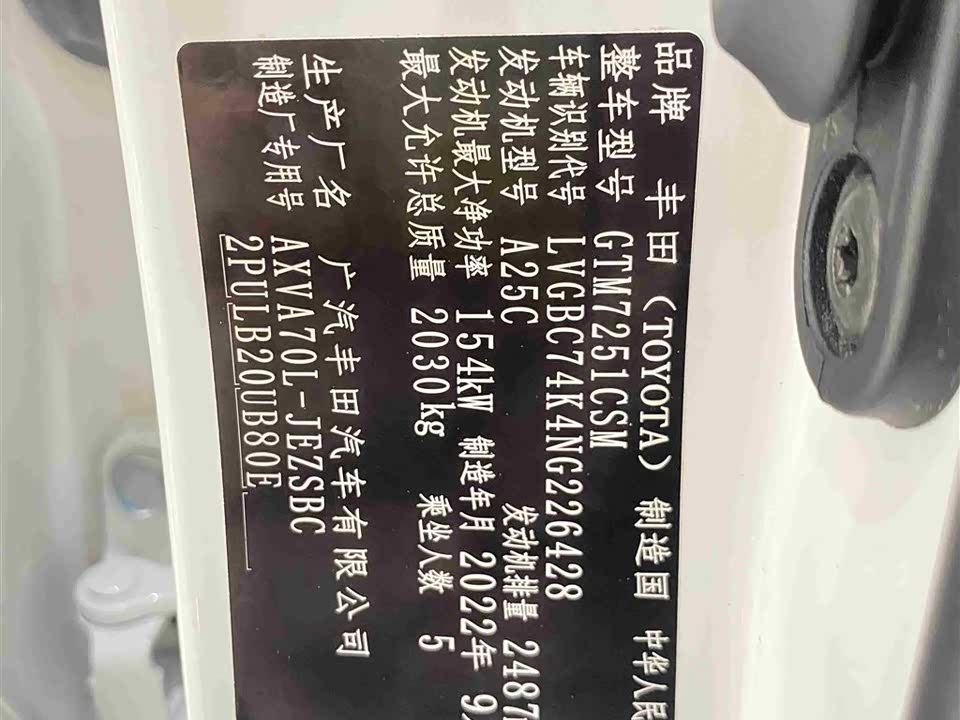 品牌 丰田（TOYOTA） 制造国 中华人民
整车型号 GTM7251CSM
车辆识别代号 LVGBC74K4NG226428
发动机型号 A25C 发动机排量 2487
发动机最大净功率 154kW 制造年月 2022年 9
最大允许总质量 2030kg 乘坐人数 5
生产厂名 广汽丰田汽车有限公司
制造厂专用号 AXVA70L-JEZSBC
2PULB20UB80E